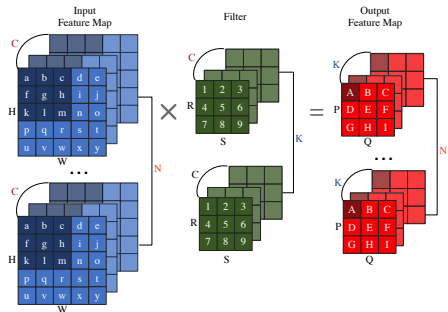 Input
Feature Map
Filter
Output
Feature Map
C
a b c d e
H f g h i j
k l m n o
p q r s t
u v w x y
W
C
1 2 3
R 4 5 6
7 8 9
S
K
A B C
P D E F
G H I
Q
× =
N
K
N
...
...
C
a b c d e
f g h i j
H k l m n o
p q r s t
u v w x y
W
C
1 2 3
R 4 5 6
7 8 9
S
K
A B C
P D E F
G H I
Q